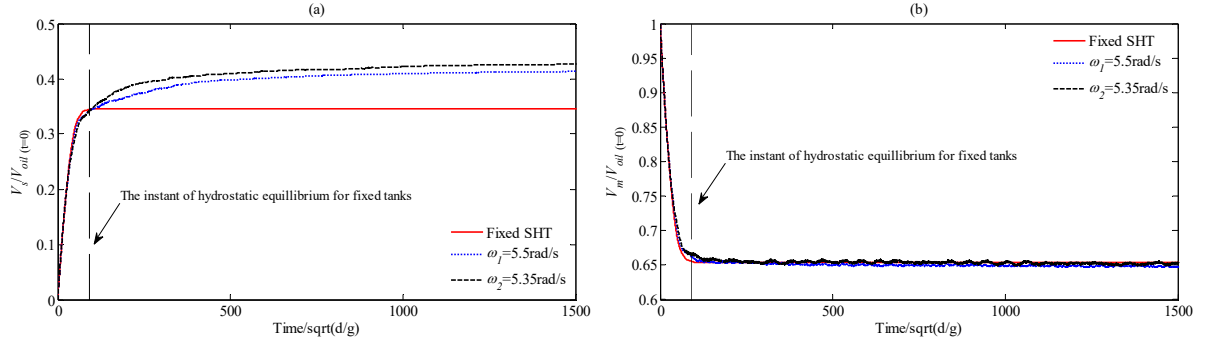 (a)
0.5
0.4
0.3
0.2
0.1
0
V_s/V_oil (t=0)
The instant of hydrostatic equillibrium for fixed tanks
Fixed SHT
ω_1=5.5rad/s
ω_2=5.35rad/s
0 500 1000 1500
Time/sqrt(d/g)
(b)
1
0.95
0.9
0.85
0.8
0.75
0.7
0.65
0.6
V_m/V_oil (t=0)
Fixed SHT
ω_1=5.5rad/s
ω_2=5.35rad/s
The instant of hydrostatic equillibrium for fixed tanks
0 500 1000 1500
Time/sqrt(d/g)